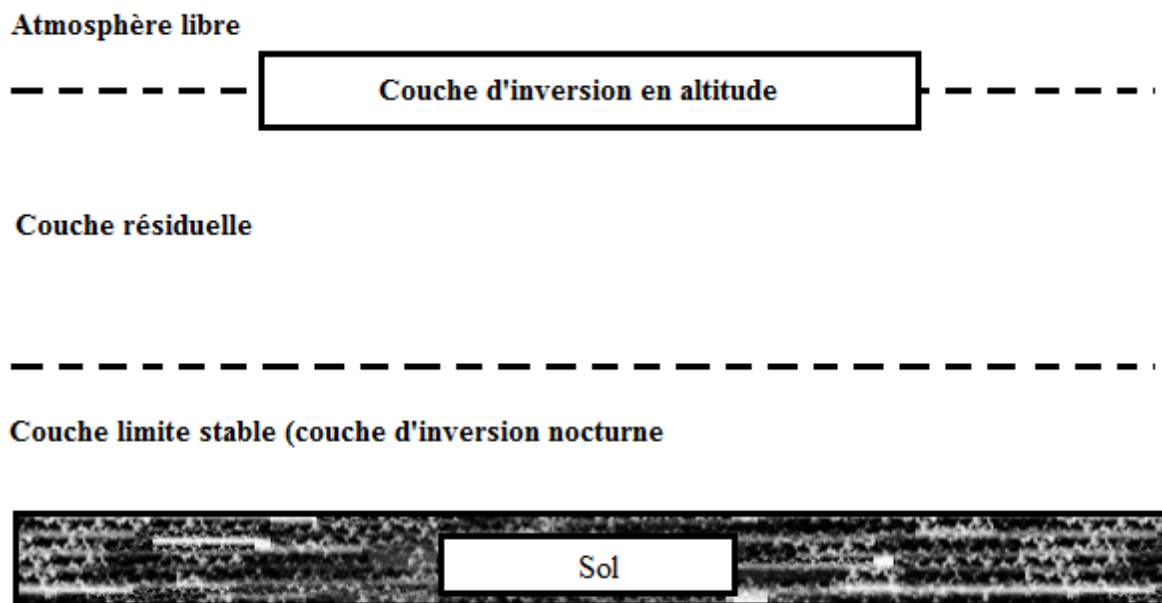 Atmosphère libre
Couche d'inversion en altitude
Couche résiduelle
Couche limite stable (couche d'inversion nocturne
Sol